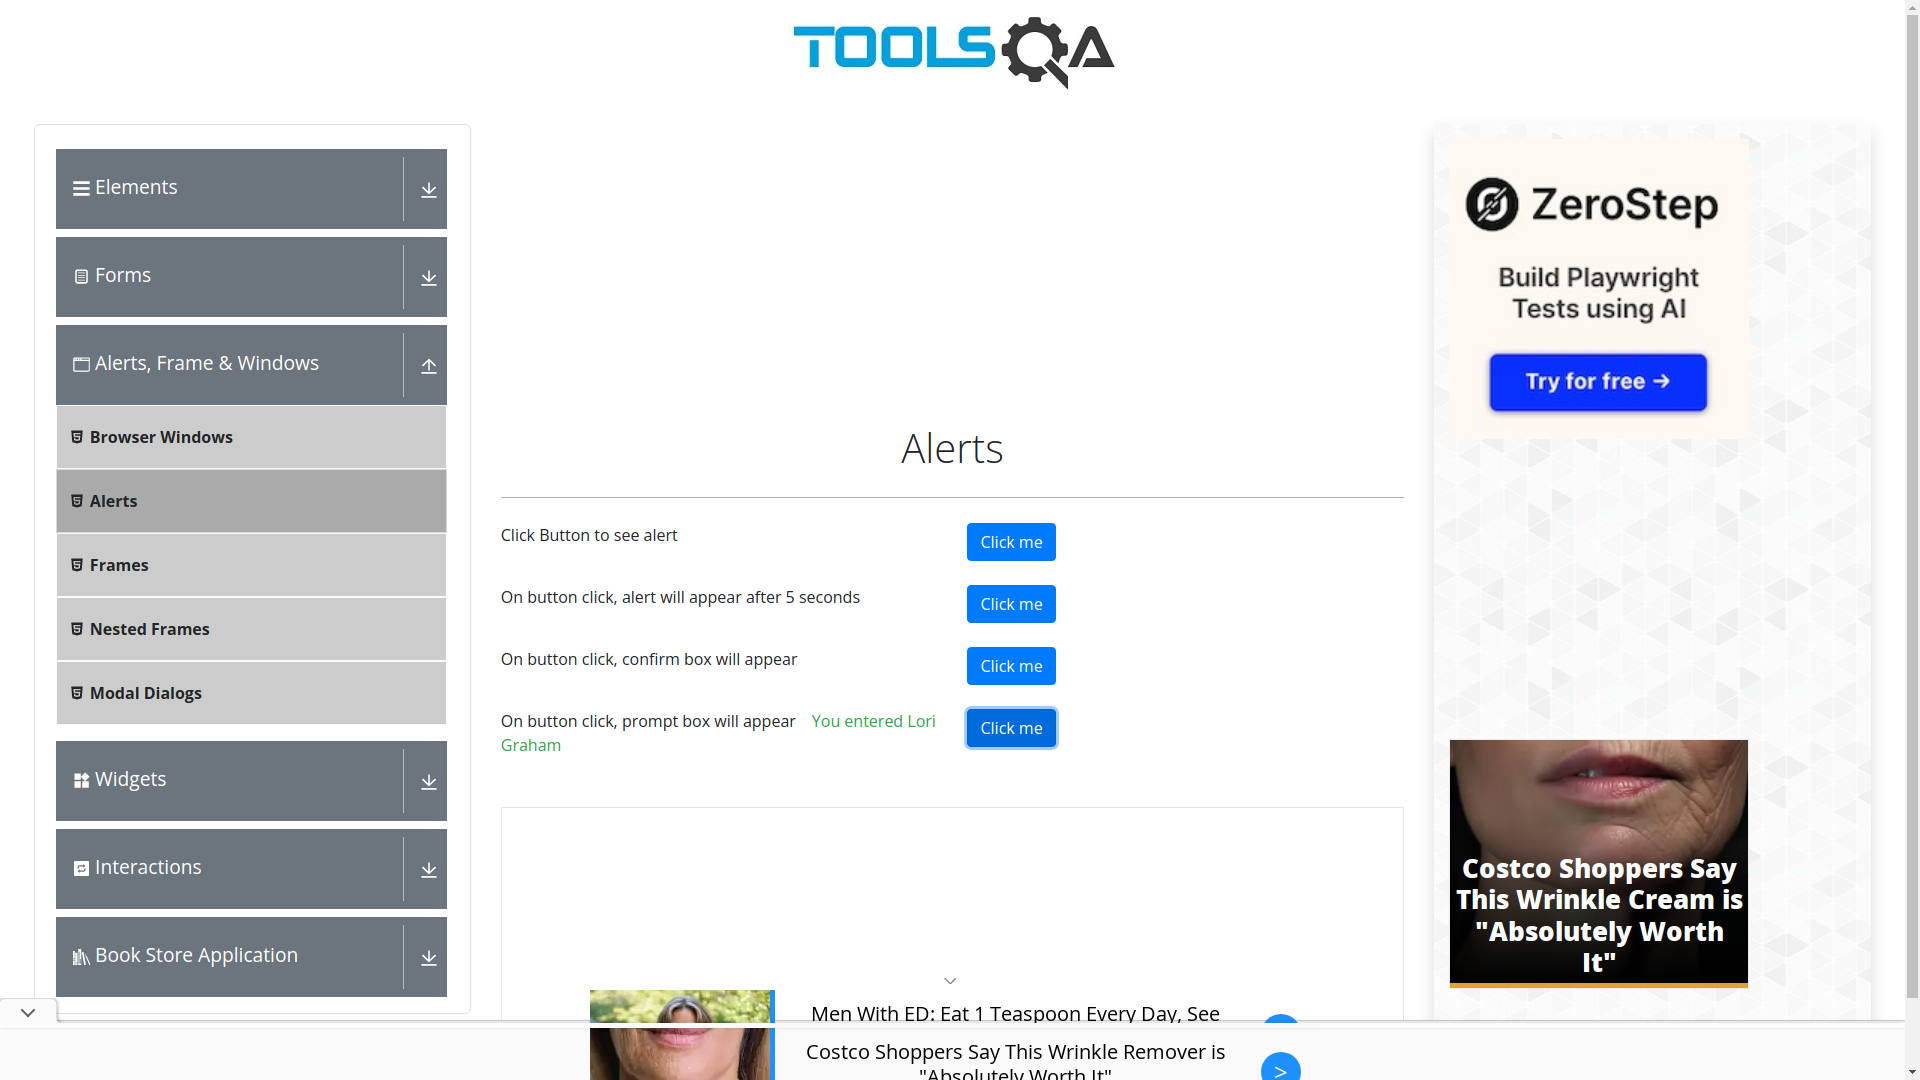 TOOLSQA
Elements
Forms
Alerts, Frame & Windows
Browser Windows
Alerts
Frames
Nested Frames
Modal Dialogs
Widgets
Interactions
Book Store Application
Alerts
Click Button to see alert
Click me
On button click, alert will appear after 5 seconds
Click me
On button click, confirm box will appear
Click me
On button click, prompt box will appear You entered Lori
Graham
Click me
ZeroStep
Build Playwright
Tests using AI
Try for free →
Costco Shoppers Say
This Wrinkle Cream is
"Absolutely Worth
It"
Men With ED: Eat 1 Teaspoon Every Day, See
Costco Shoppers Say This Wrinkle Remover is
"Absolutely Worth It"
>